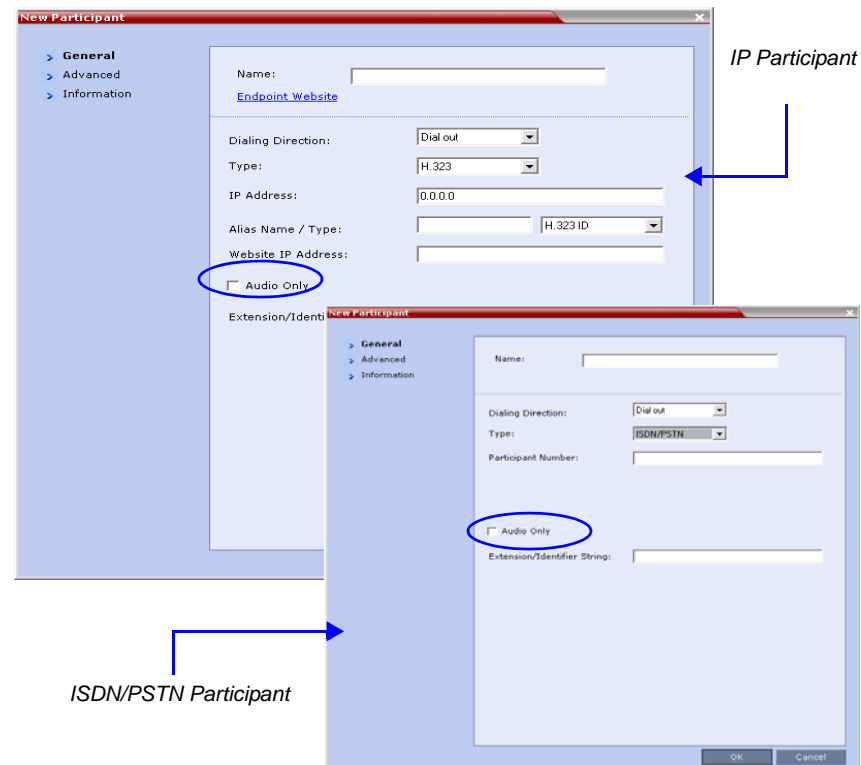 New Participant
General
Advanced
Information
Name:
Endpoint Website
Dialing Direction: Dial out
Type: H.323
IP Address: 0.0.0.0
Alias Name / Type: H.323 ID
Website IP Address:
Audio Only
Extension/Identi
IP Participant
New Participant
General
Advanced
Information
Name:
Dialing Direction: Dial out
Type: ISDN/PSTN
Participant Number:
Audio Only
Extension/Identifier String:
OK Cancel
ISDN/PSTN Participant